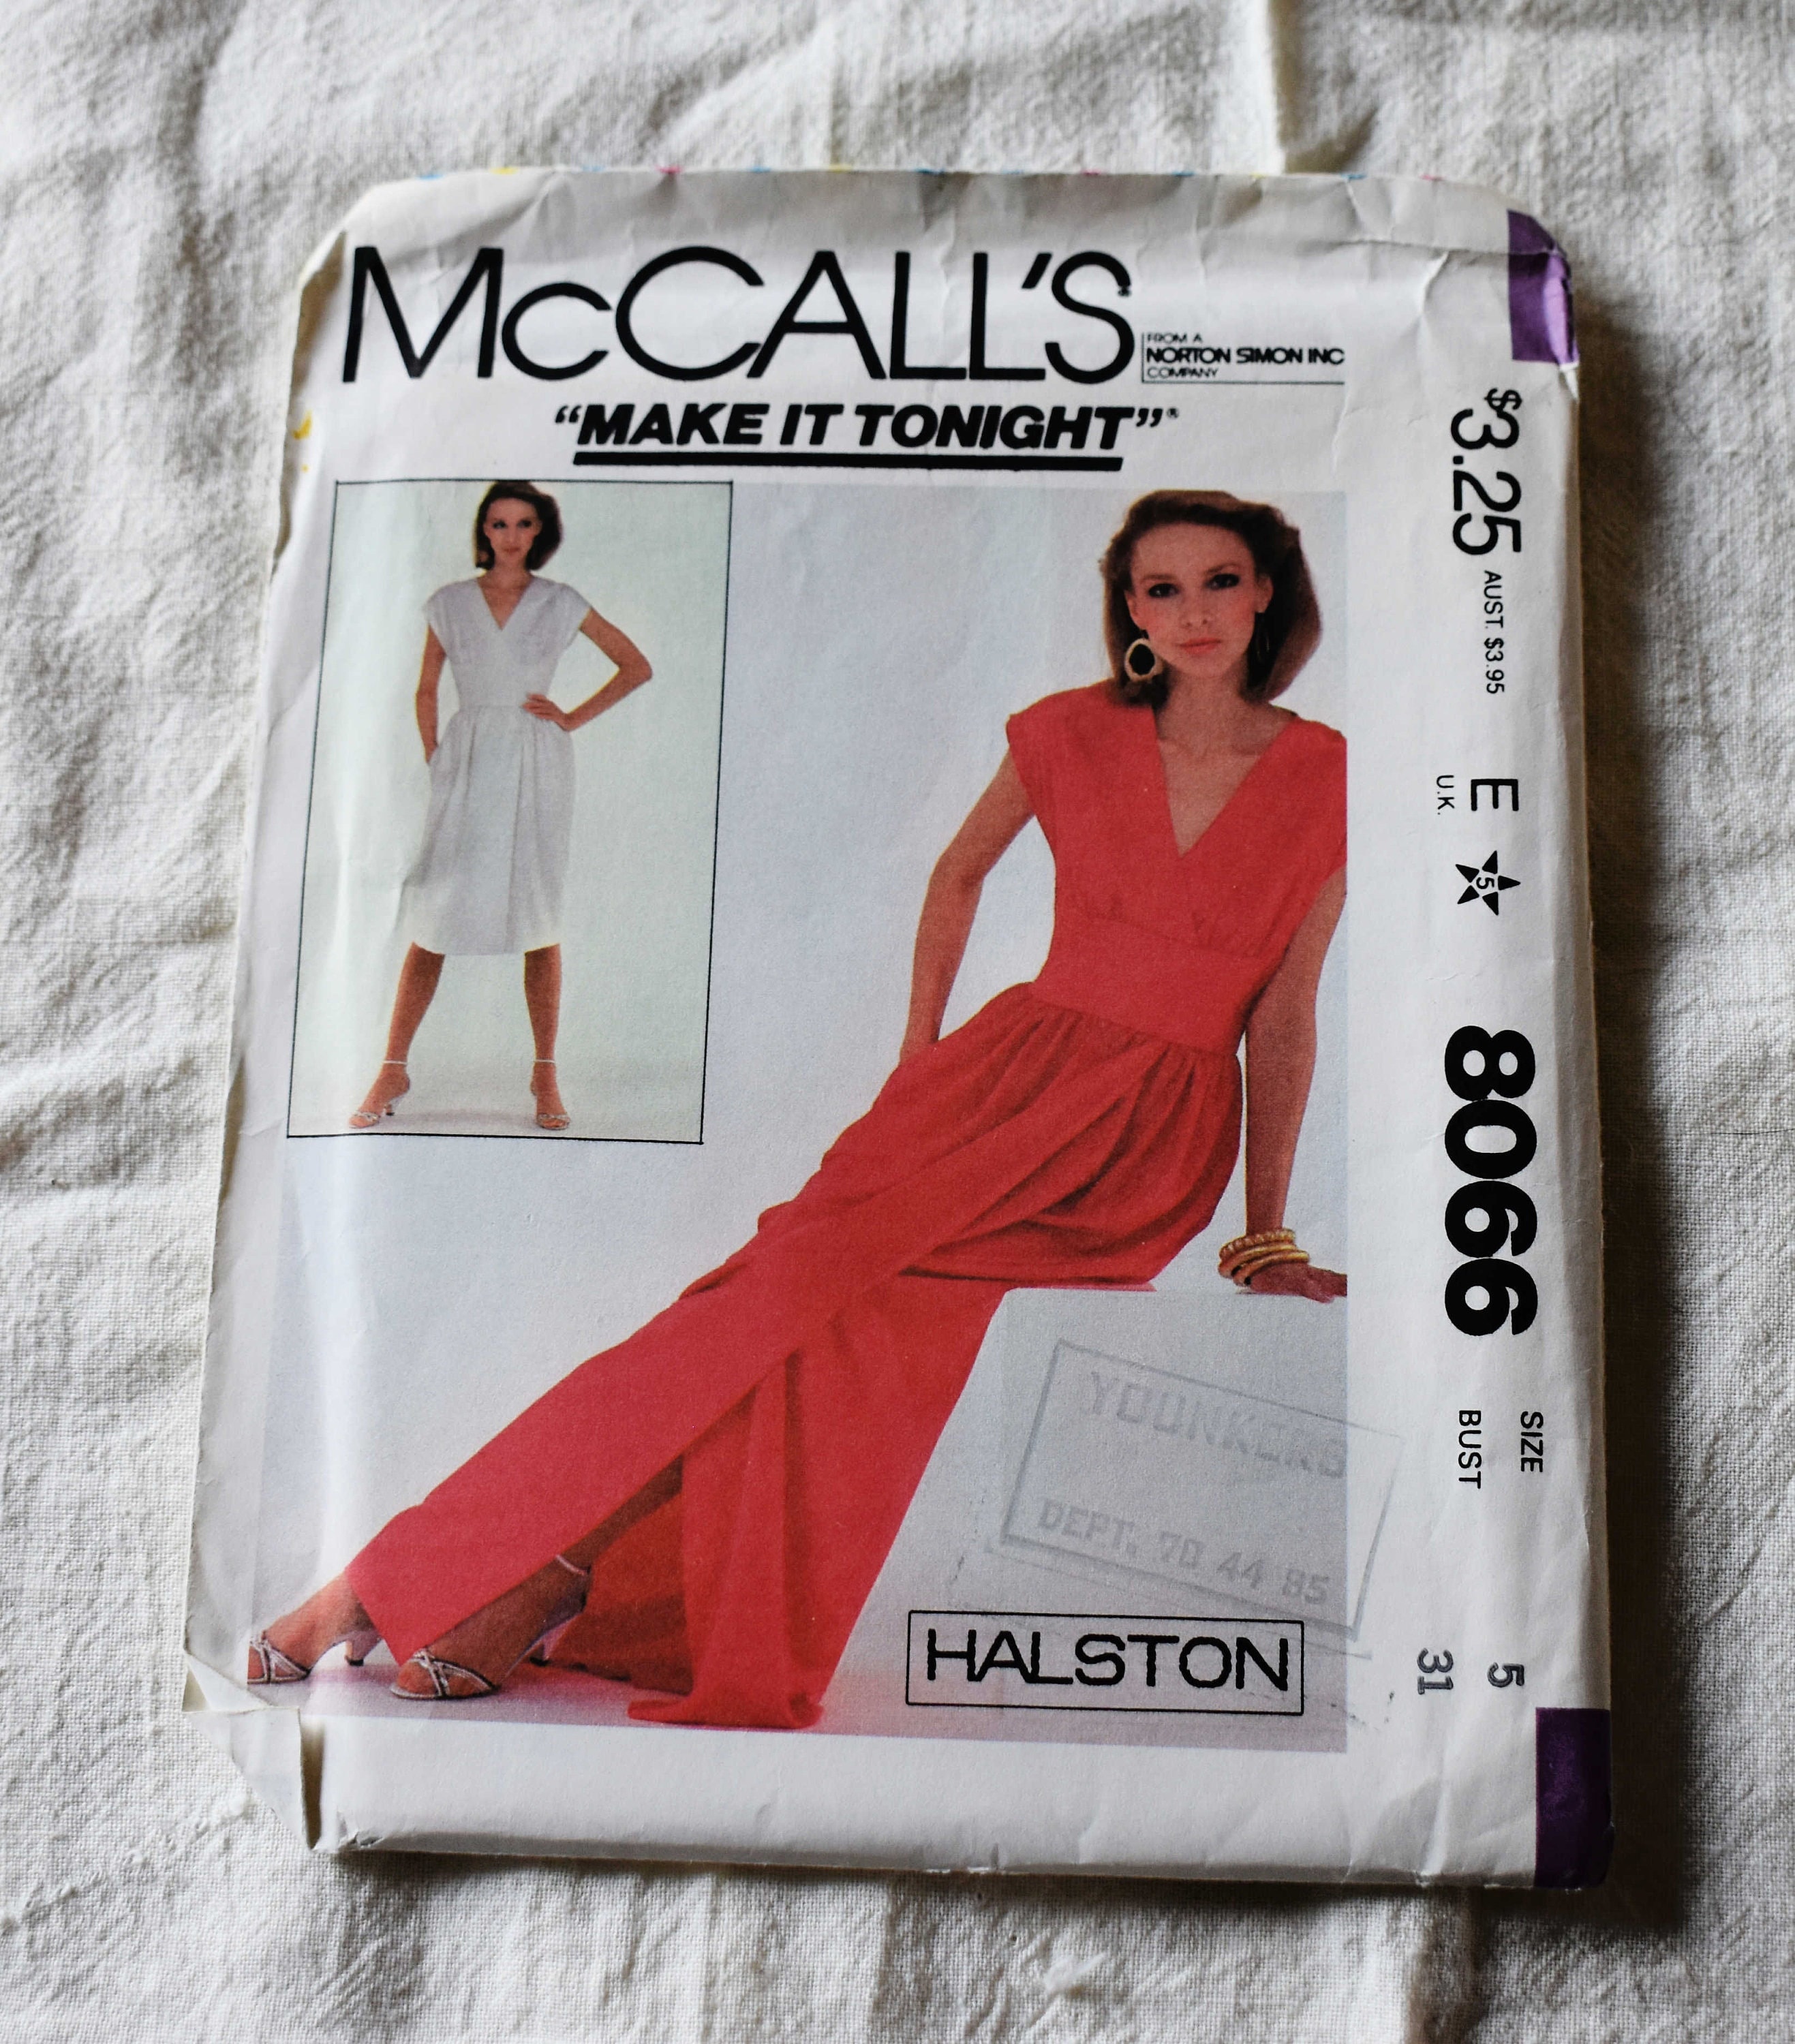 McCALL'S®
FROM A
NORTON SIMON INC
COMPANY
"MAKE IT TONIGHT"®
$3.25 AUST. $3.95
E
U.K.
5
8066
SIZE 5
BUST 31
YOUNKERS
DEPT. 70 44 85
HALSTON